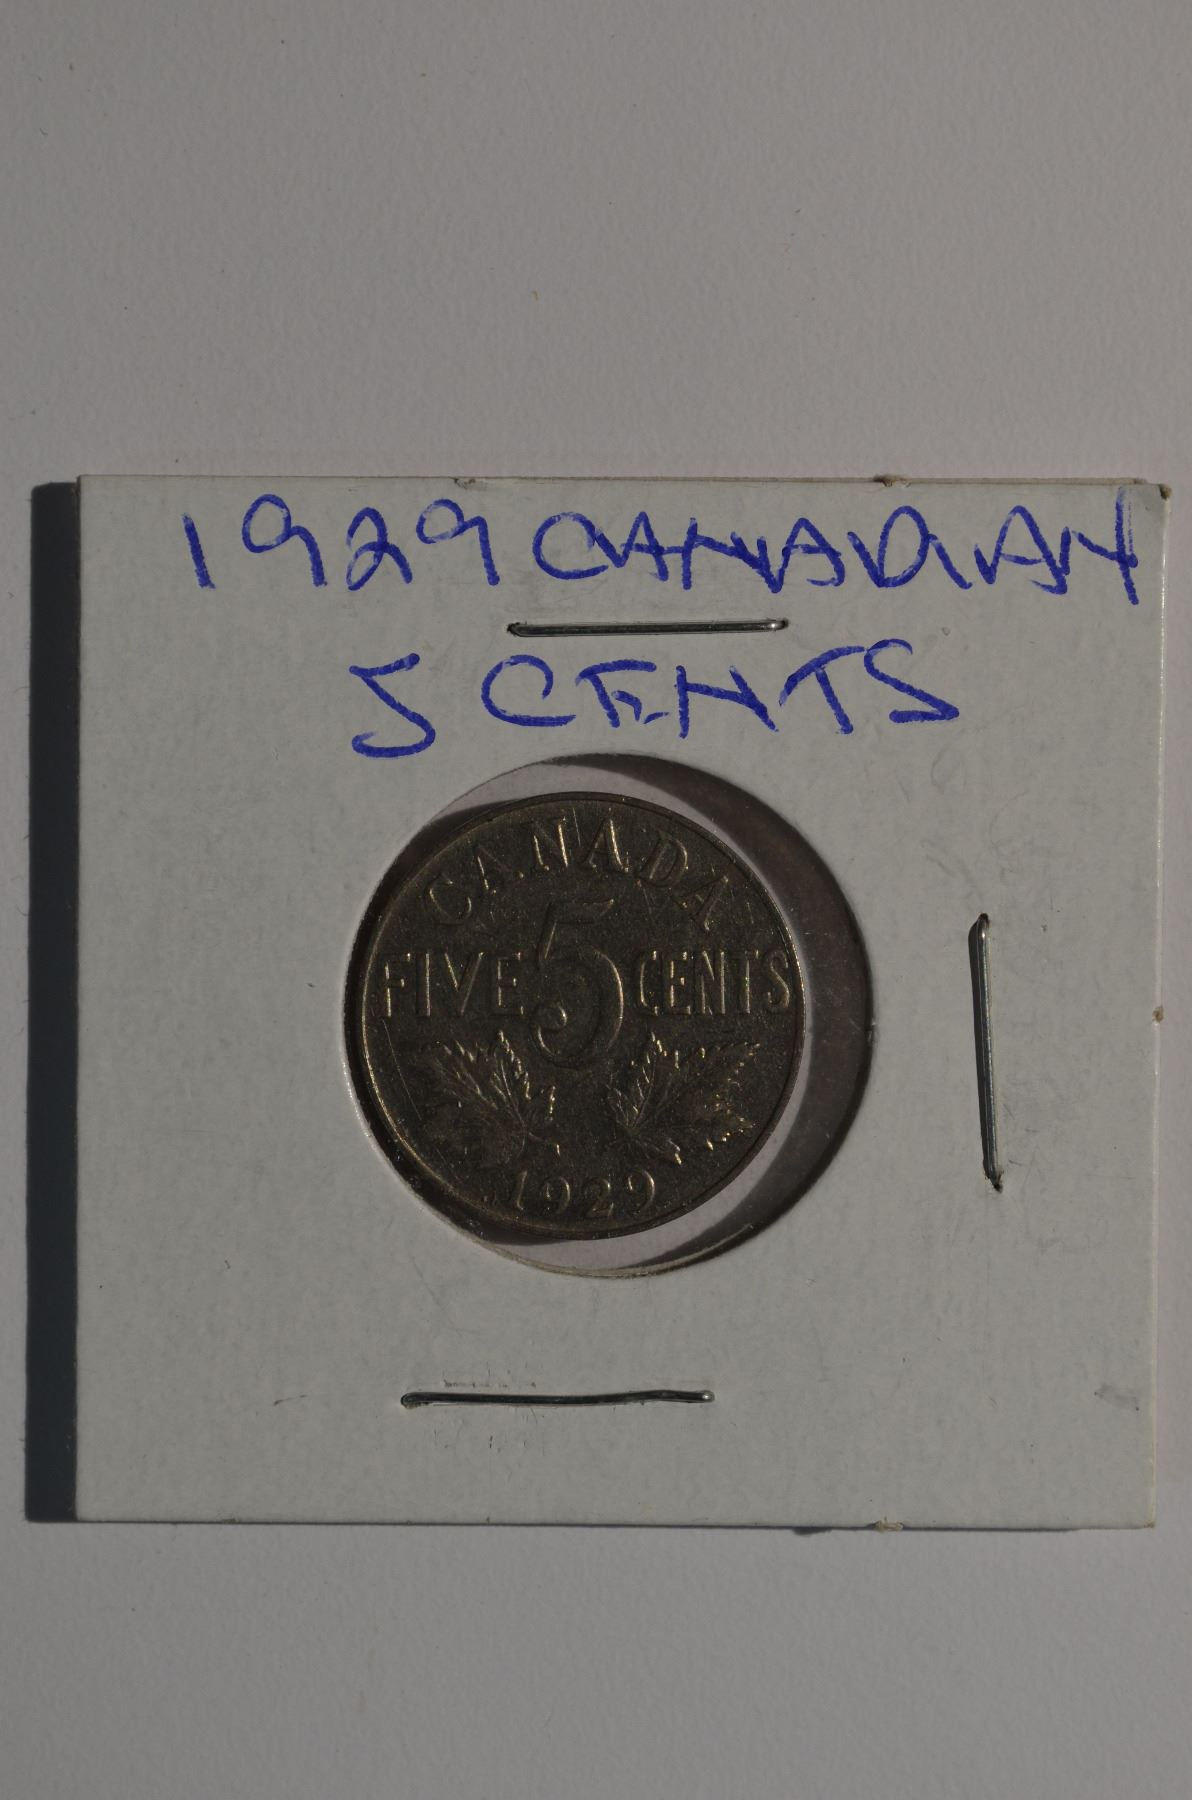 1929 CANADIAN
5 CENTS
CANADA
FIVE 5 CENTS
1929